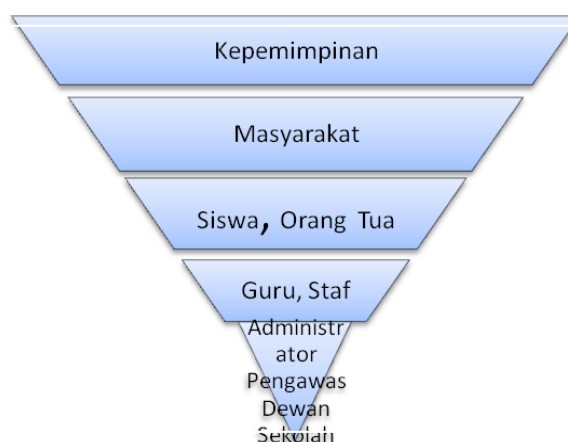 Kepemimpinan
Masyarakat
Siswa, Orang Tua
Guru, Staf
Administr
ator
Pengawas
Dewan
Sekolah